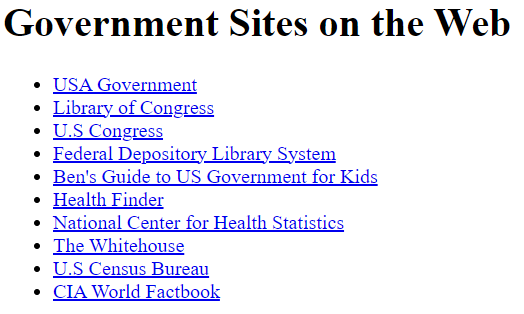 Government Sites on the Web
USA Government
Library of Congress
U.S Congress
Federal Depository Library System
Ben's Guide to US Government for Kids
Health Finder
National Center for Health Statistics
The Whitehouse
U.S Census Bureau
CIA World Factbook